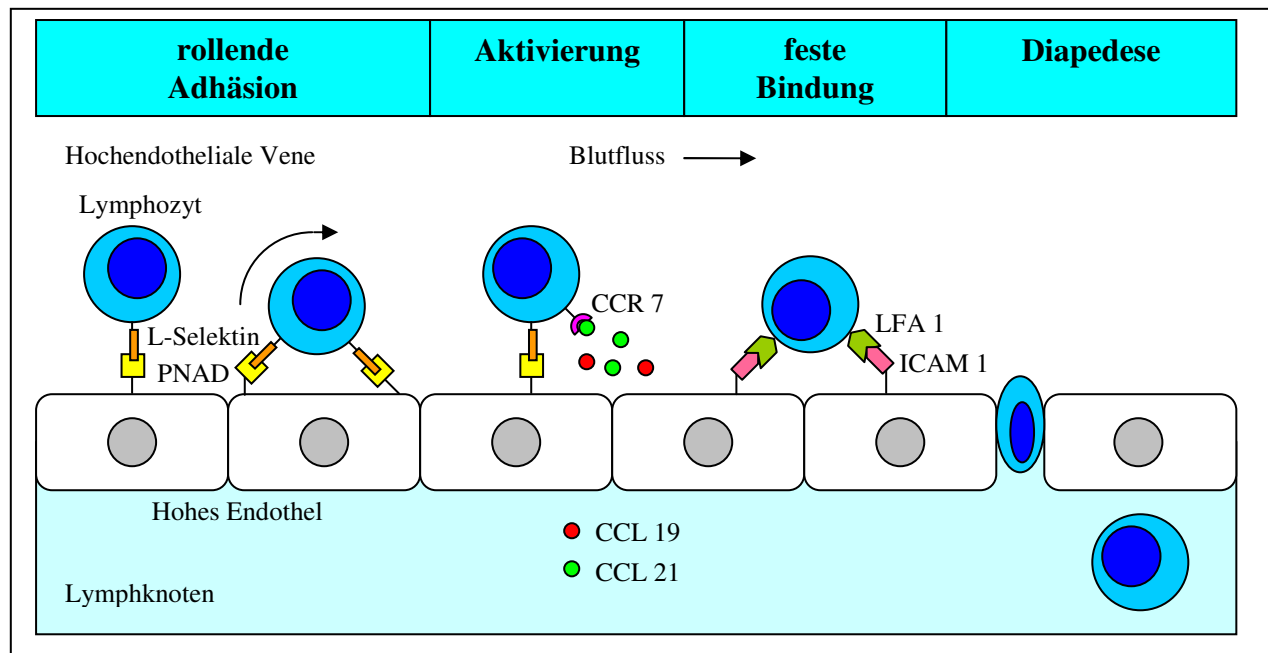 rollende
Adhäsion
Aktivierung
feste
Bindung
Diapedese
Hochendotheliale Vene
Blutfluss
Lymphozyt
CCR 7
L-Selektin
LFA 1
PNAD
ICAM 1
Hohes Endothel
CCL 19
CCL 21
Lymphknoten